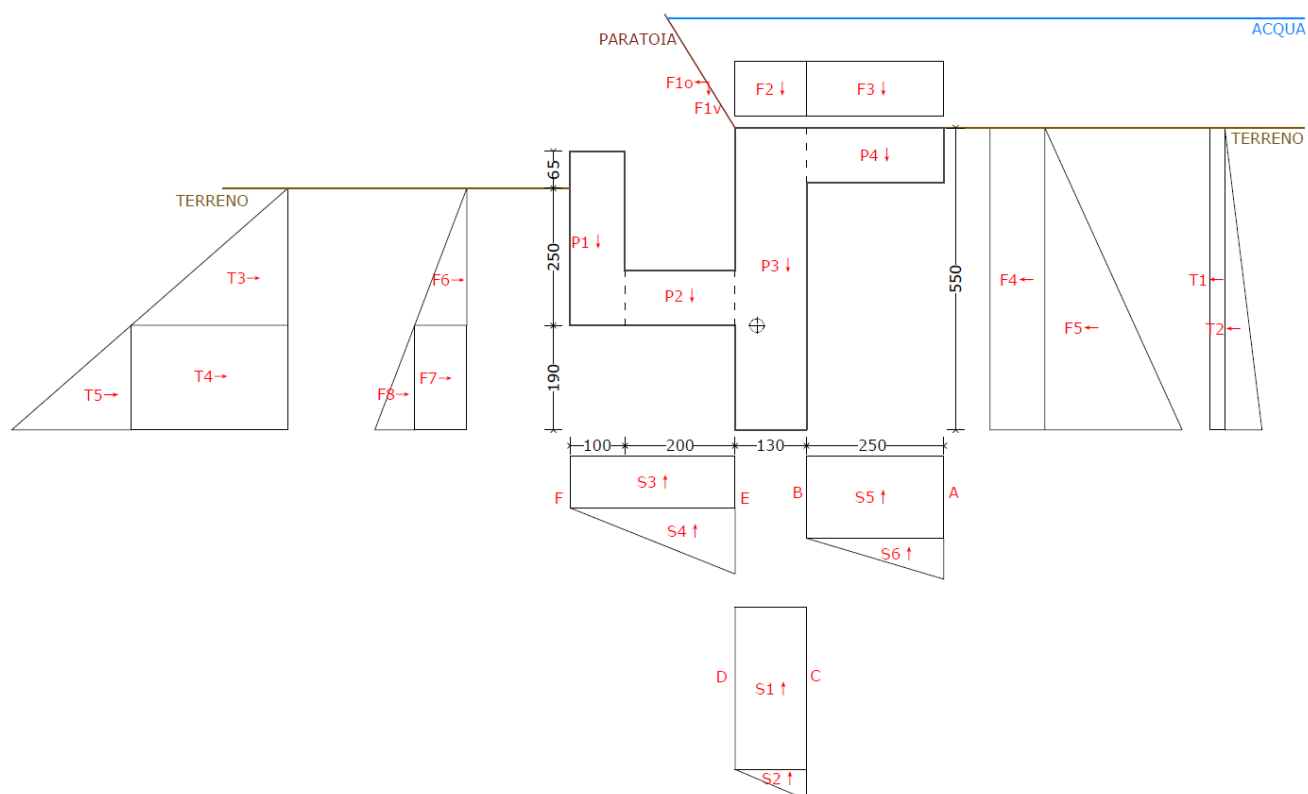 ACQUA
PARATOIA
F1o←
F1v ↓
F2 ↓
F3 ↓
TERRENO
P4 ↓
65
TERRENO
250
P1 ↓
P3 ↓
550
T3→
F6→
F4←
T1←
P2 ↓
F5←
T2←
190
T4→
F7→
T5→
F8→
100
200
130
250
S3 ↑
F
E
B
S5 ↑
A
S4 ↑
S6 ↑
D
S1 ↑
C
S2 ↑